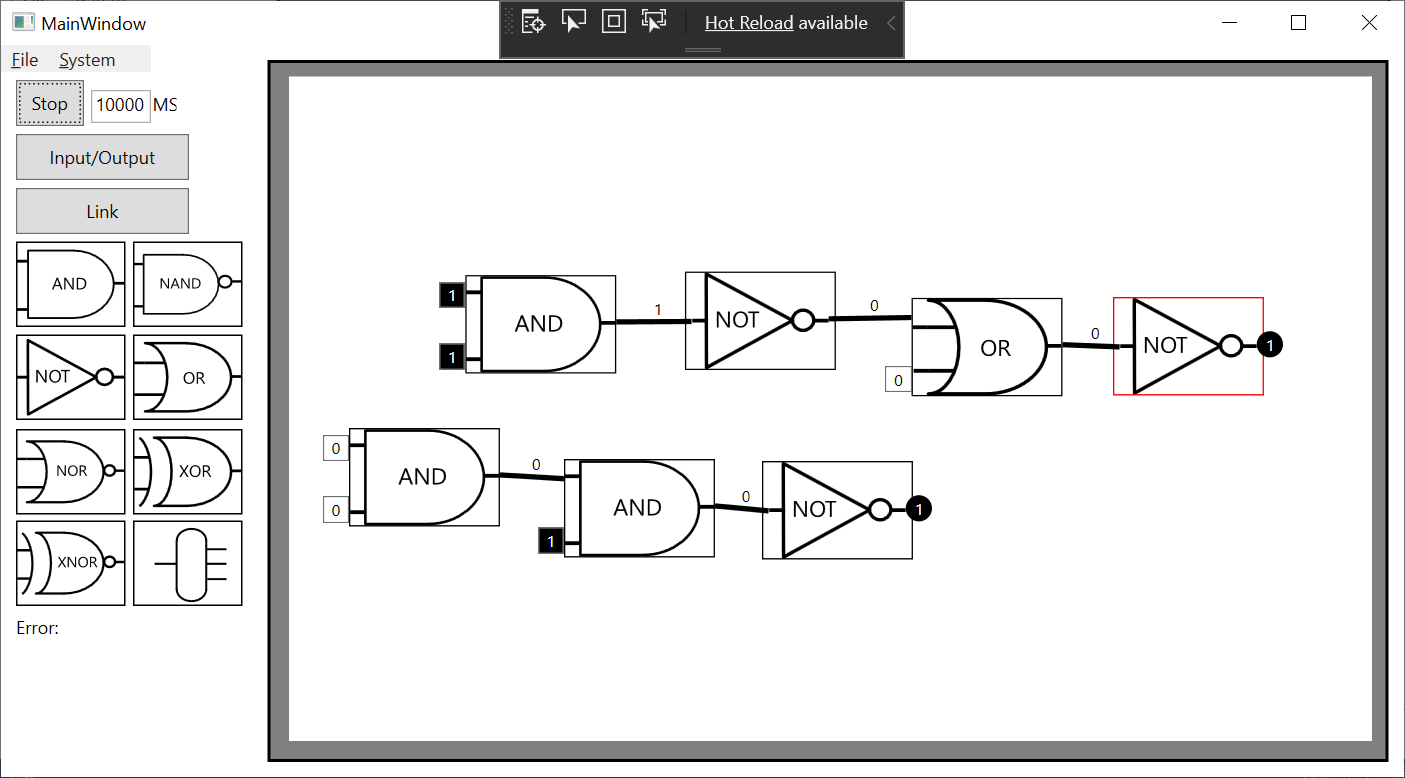 MainWindow
Hot Reload available
File System
Stop 10000 MS
Input/Output
Link
AND NAND
NOT OR
NOR XOR
XNOR
Error:
1
1
AND
1
NOT
0
0
OR
0
NOT
1
0
0
AND
0
1
AND
0
NOT
1